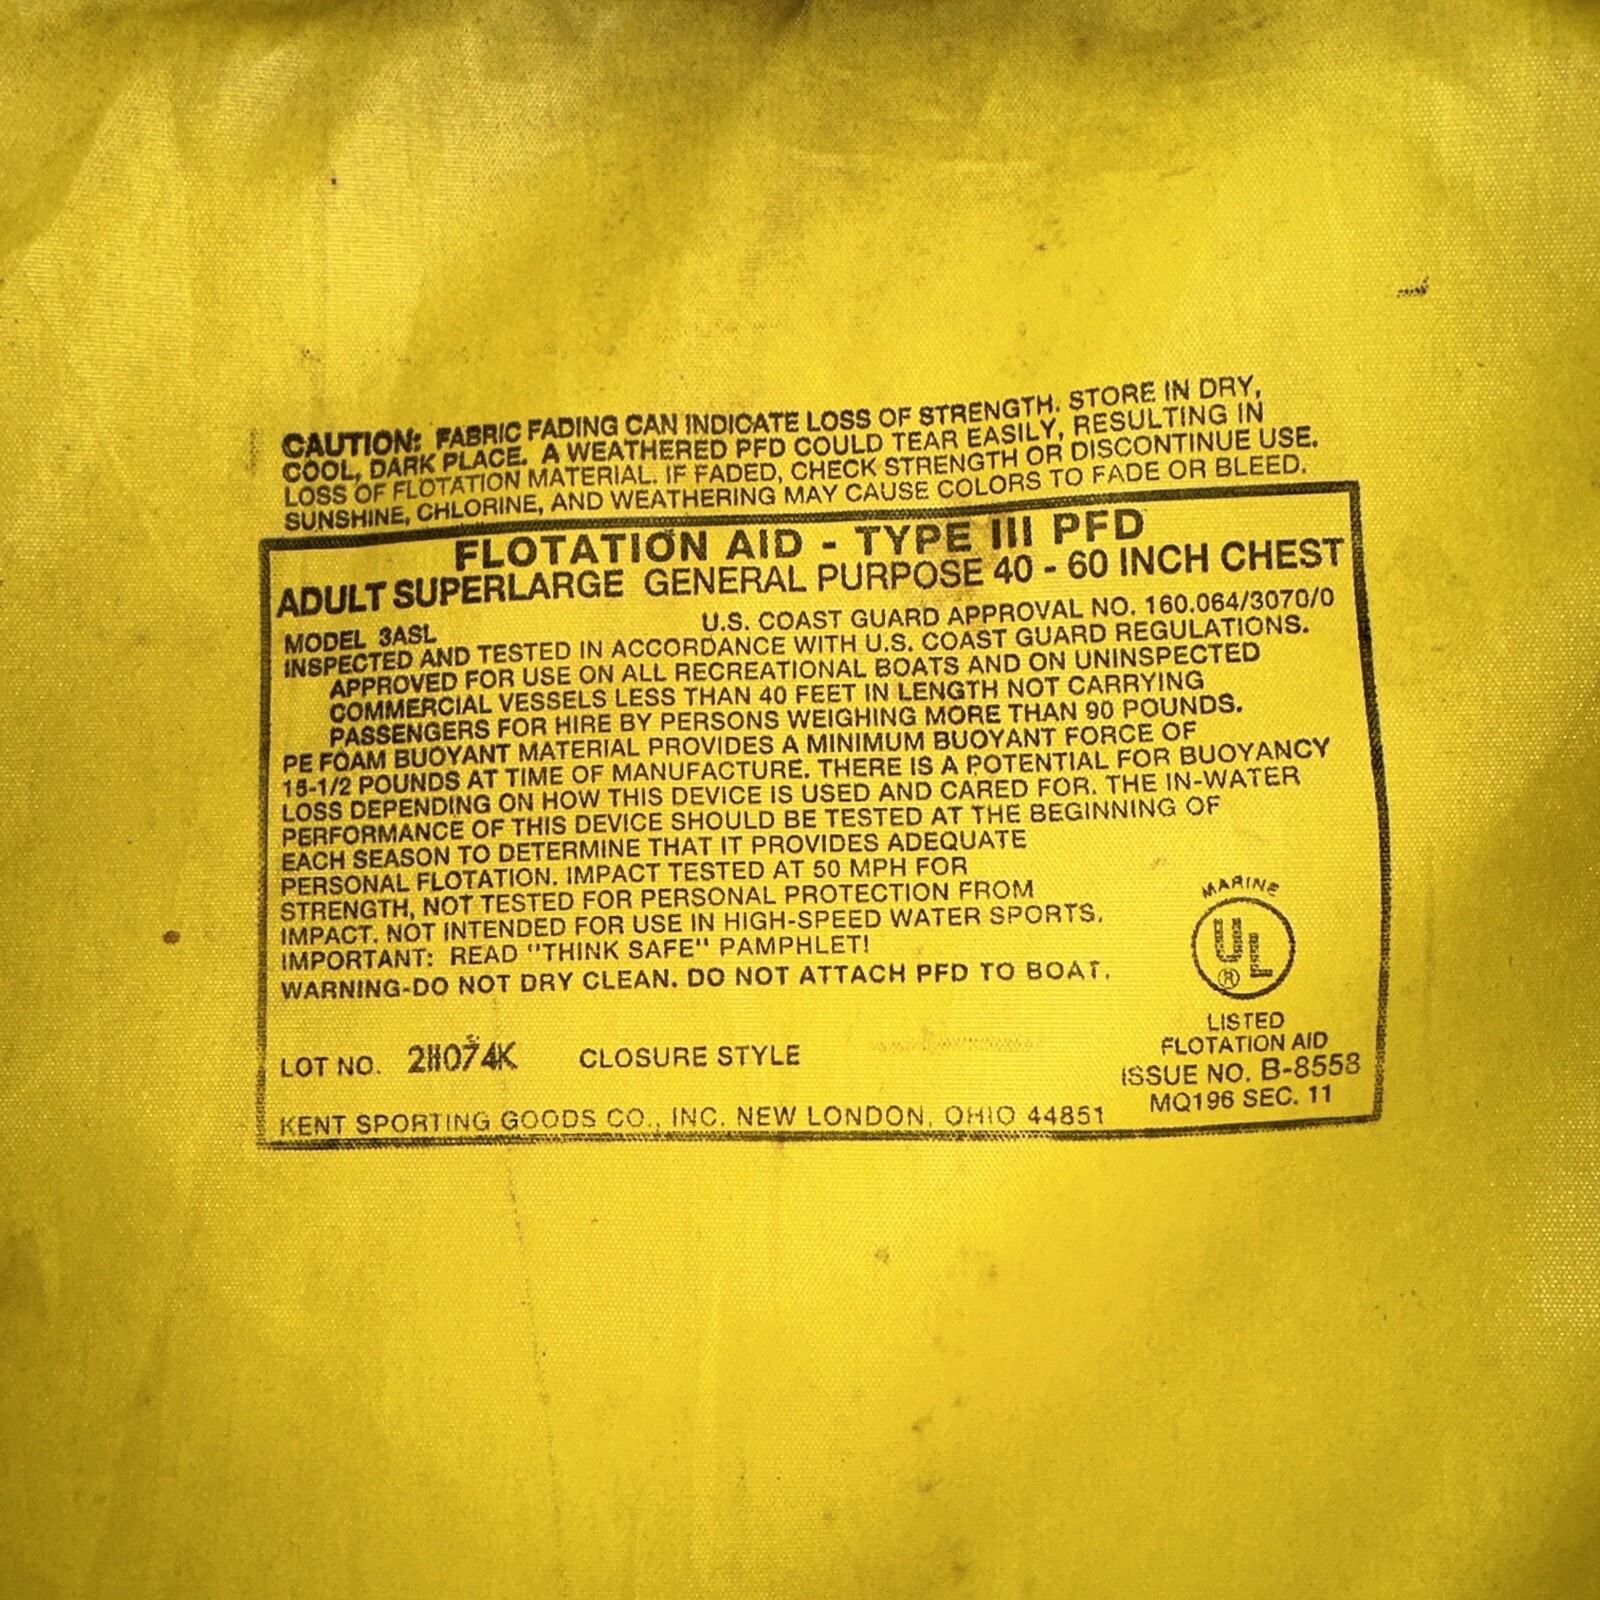 CAUTION: FABRIC FADING CAN INDICATE LOSS OF STRENGTH. STORE IN DRY,
COOL, DARK PLACE. A WEATHERED PFD COULD TEAR EASILY, RESULTING IN
LOSS OF FLOTATION MATERIAL. IF FADED, CHECK STRENGTH OR DISCONTINUE USE.
SUNSHINE, CHLORINE, AND WEATHERING MAY CAUSE COLORS TO FADE OR BLEED.
FLOTATION AID - TYPE III PFD
ADULT SUPERLARGE GENERAL PURPOSE 40 - 60 INCH CHEST
MODEL 3ASL U.S. COAST GUARD APPROVAL NO. 160.064/3070/0
INSPECTED AND TESTED IN ACCORDANCE WITH U.S. COAST GUARD REGULATIONS.
APPROVED FOR USE ON ALL RECREATIONAL BOATS AND ON UNINSPECTED
COMMERCIAL VESSELS LESS THAN 40 FEET IN LENGTH NOT CARRYING
PASSENGERS FOR HIRE BY PERSONS WEIGHING MORE THAN 90 POUNDS.
PE FOAM BUOYANT MATERIAL PROVIDES A MINIMUM BUOYANT FORCE OF
15-1/2 POUNDS AT TIME OF MANUFACTURE. THERE IS A POTENTIAL FOR BUOYANCY
LOSS DEPENDING ON HOW THIS DEVICE IS USED AND CARED FOR. THE IN-WATER
PERFORMANCE OF THIS DEVICE SHOULD BE TESTED AT THE BEGINNING OF
EACH SEASON TO DETERMINE THAT IT PROVIDES ADEQUATE
PERSONAL FLOTATION. IMPACT TESTED AT 50 MPH FOR
STRENGTH, NOT TESTED FOR PERSONAL PROTECTION FROM
IMPACT. NOT INTENDED FOR USE IN HIGH-SPEED WATER SPORTS.
IMPORTANT: READ "THINK SAFE" PAMPHLET!
WARNING-DO NOT DRY CLEAN. DO NOT ATTACH PFD TO BOAT.
MARINE
UL
®
LISTED
FLOTATION AID
ISSUE NO. B-8558
MQ196 SEC. 11
LOT NO. CLOSURE STYLE
KENT SPORTING GOODS CO., INC. NEW LONDON, OHIO 44851